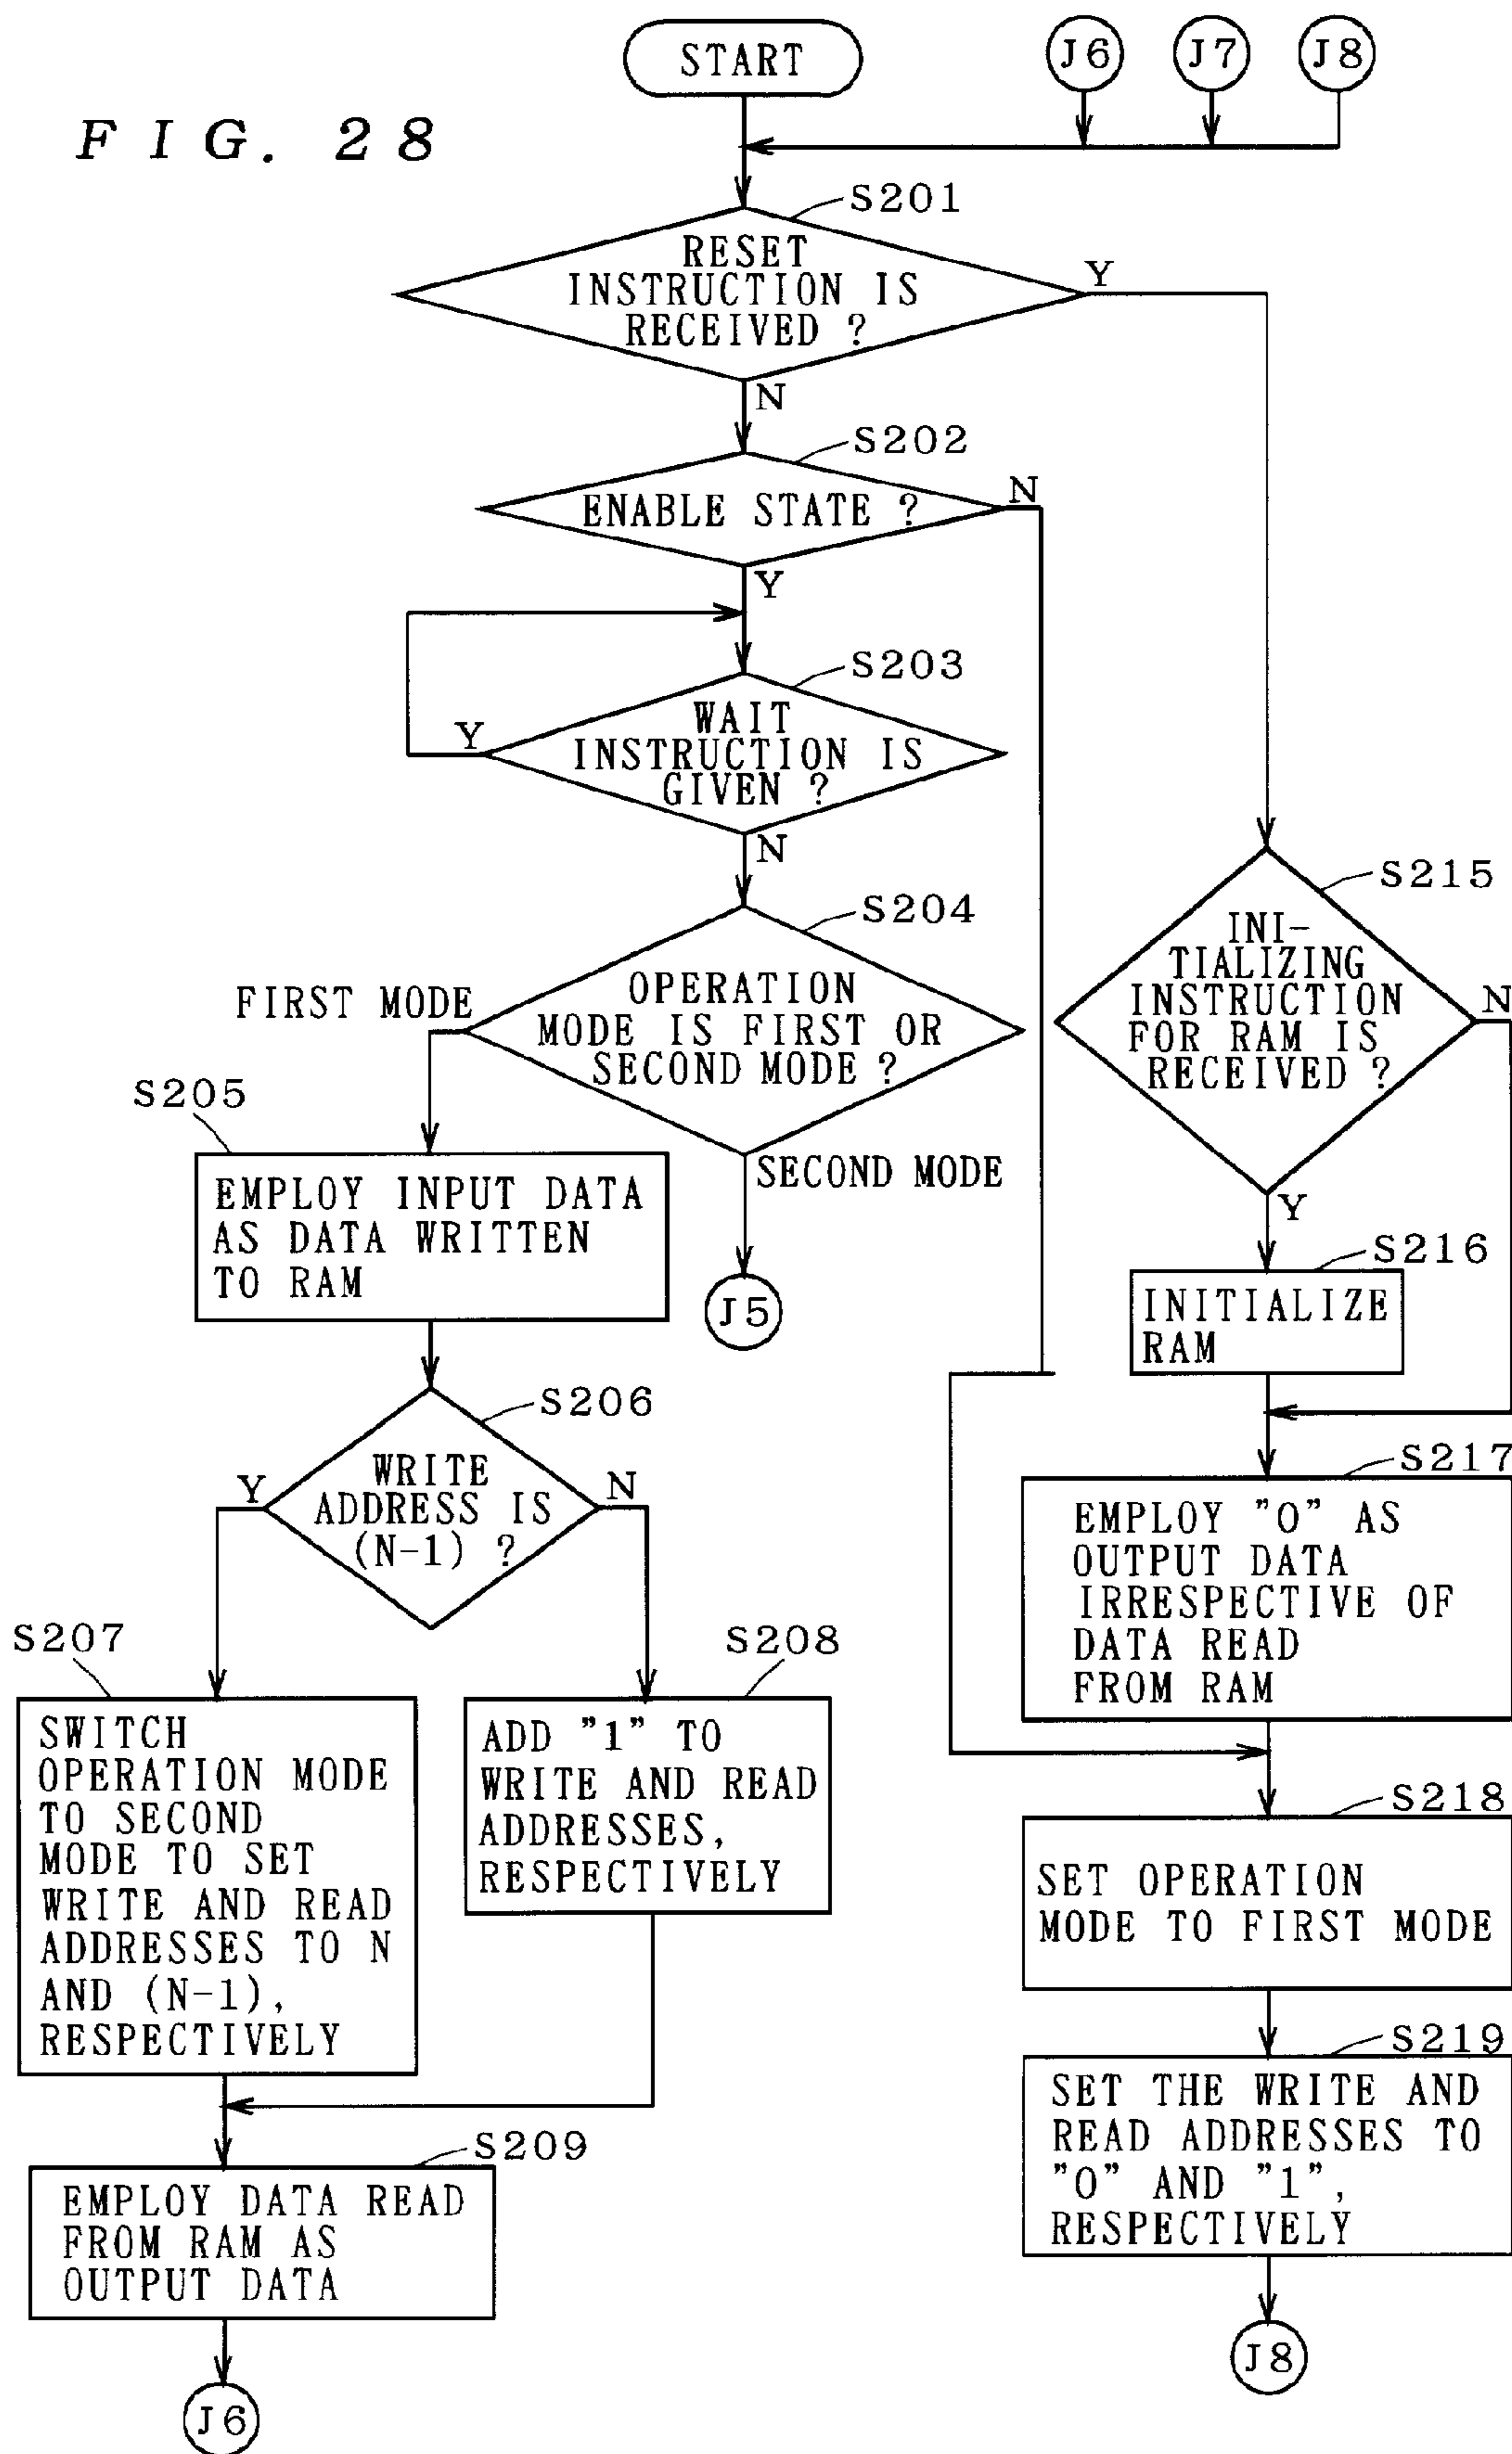 START
J6
J7
J8
FIG. 28
S201
RESET
INSTRUCTION IS
RECEIVED ?
Y
N
S202
ENABLE STATE ?
N
Y
S203
WAIT
INSTRUCTION IS
GIVEN ?
Y
N
S204
OPERATION
MODE IS FIRST OR
SECOND MODE ?
FIRST MODE
SECOND MODE
J5
S205
EMPLOY INPUT DATA
AS DATA WRITTEN
TO RAM
S206
WRITE
ADDRESS IS
(N-1) ?
Y
N
S207
SWITCH
OPERATION MODE
TO SECOND
MODE TO SET
WRITE AND READ
ADDRESSES TO N
AND (N-1),
RESPECTIVELY
S208
ADD "1" TO
WRITE AND READ
ADDRESSES,
RESPECTIVELY
S209
EMPLOY DATA READ
FROM RAM AS
OUTPUT DATA
J6
S215
INI-
TIALIZING
INSTRUCTION
FOR RAM IS
RECEIVED ?
N
Y
S216
INITIALIZE
RAM
S217
EMPLOY "0" AS
OUTPUT DATA
IRRESPECTIVE OF
DATA READ
FROM RAM
S218
SET OPERATION
MODE TO FIRST MODE
S219
SET THE WRITE AND
READ ADDRESSES TO
"0" AND "1",
RESPECTIVELY
J8